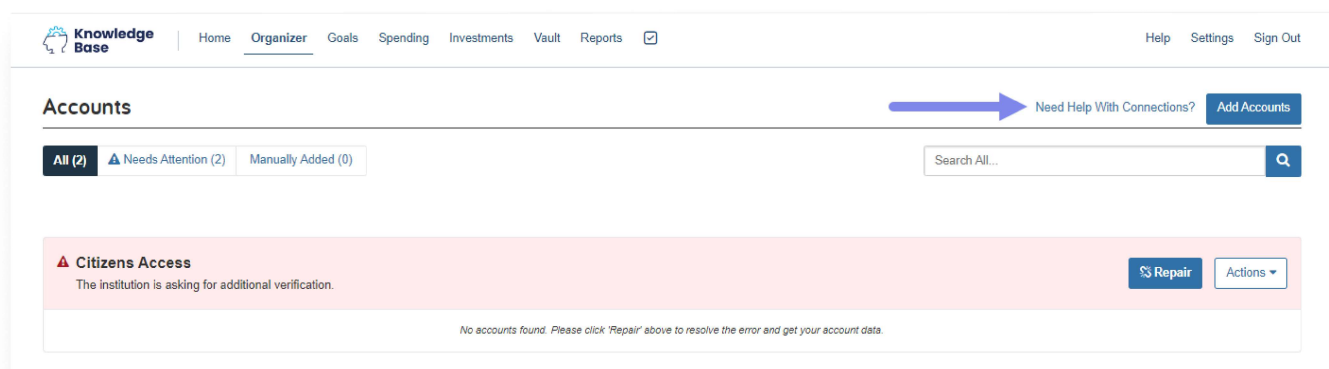 Knowledge Base
Home Organizer Goals Spending Investments Vault Reports Help Settings Sign Out
Accounts
Need Help With Connections? Add Accounts
All (2) Needs Attention (2) Manually Added (0) Search All...
Citizens Access
The institution is asking for additional verification.
Repair Actions
No accounts found. Please click 'Repair' above to resolve the error and get your account data.